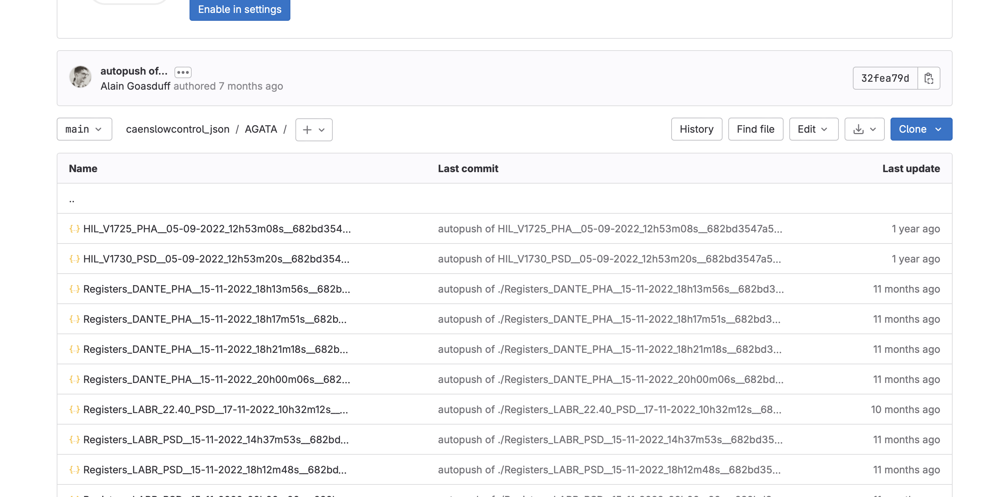 Enable in settings
autopush of... •••
Alain Goasduff authored 7 months ago
32fea79d
main
caenslowcontrol_json / AGATA / +
History Find file Edit Clone
Name Last commit Last update
..
{..} HIL_V1725_PHA__05-09-2022_12h53m08s__682bd354... autopush of HIL_V1725_PHA__05-09-2022_12h53m08s__682bd3547a5... 1 year ago
{..} HIL_V1730_PSD__05-09-2022_12h53m20s__682bd354... autopush of HIL_V1730_PSD__05-09-2022_12h53m20s__682bd3547a5... 1 year ago
{..} Registers_DANTE_PHA__15-11-2022_18h13m56s__682b... autopush of ./Registers_DANTE_PHA__15-11-2022_18h13m56s__682bd3... 11 months ago
{..} Registers_DANTE_PHA__15-11-2022_18h17m51s__682b... autopush of ./Registers_DANTE_PHA__15-11-2022_18h17m51s__682bd3... 11 months ago
{..} Registers_DANTE_PHA__15-11-2022_18h21m18s__682b... autopush of ./Registers_DANTE_PHA__15-11-2022_18h21m18s__682bd3... 11 months ago
{..} Registers_DANTE_PHA__15-11-2022_20h00m06s__682... autopush of ./Registers_DANTE_PHA__15-11-2022_20h00m06s__682bd... 11 months ago
{..} Registers_LABR_22.40_PSD__17-11-2022_10h32m12s__... autopush of ./Registers_LABR_22.40_PSD__17-11-2022_10h32m12s__68... 10 months ago
{..} Registers_LABR_PSD__15-11-2022_14h37m53s__682bd... autopush of ./Registers_LABR_PSD__15-11-2022_14h37m53s__682bd35... 11 months ago
{..} Registers_LABR_PSD__15-11-2022_18h12m48s__682bd... autopush of ./Registers_LABR_PSD__15-11-2022_18h12m48s__682bd35... 11 months ago